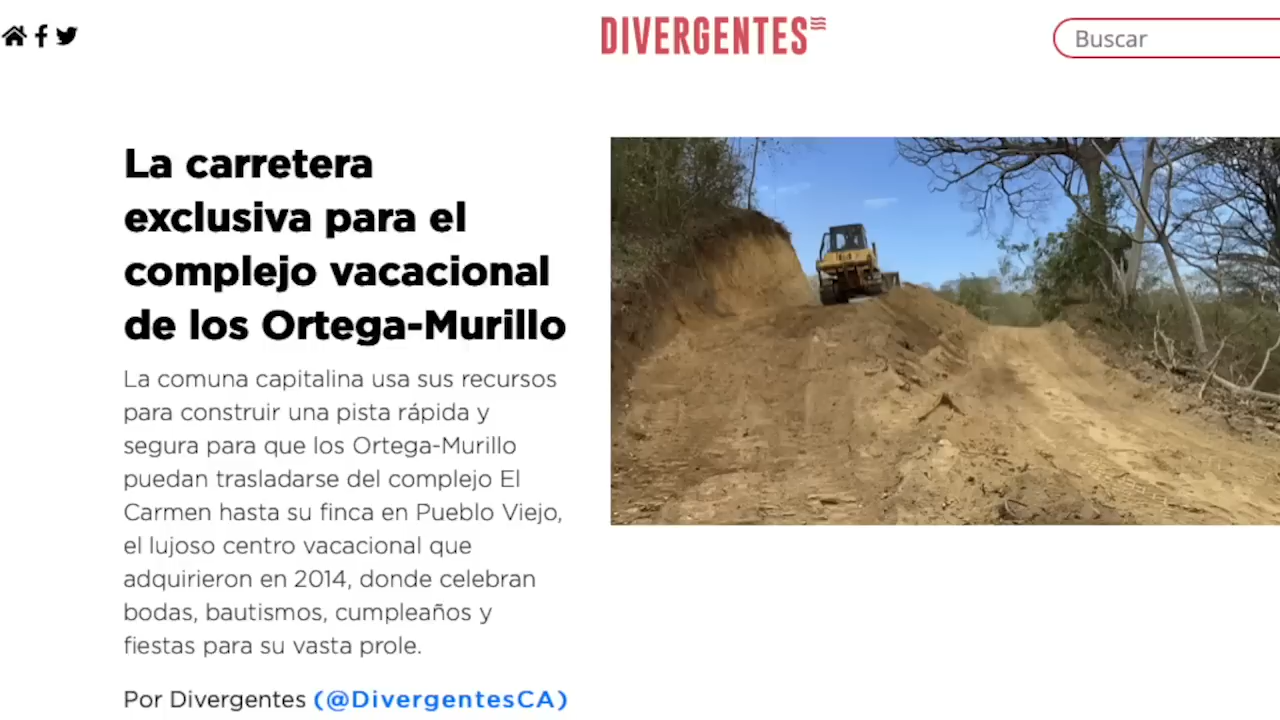 DIVERGENTES
Buscar
La carretera
exclusiva para el
complejo vacacional
de los Ortega-Murillo
La comuna capitalina usa sus recursos
para construir una pista rápida y
segura para que los Ortega-Murillo
puedan trasladarse del complejo El
Carmen hasta su finca en Pueblo Viejo,
el lujoso centro vacacional que
adquirieron en 2014, donde celebran
bodas, bautismos, cumpleaños y
fiestas para su vasta prole.
Por Divergentes (@DivergentesCA)